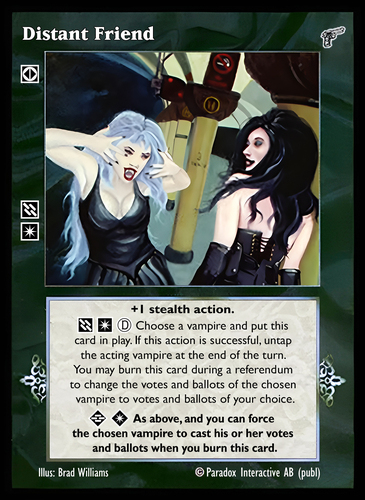 Distant Friend
+1 stealth action.
D Choose a vampire and put this
card in play. If this action is successful, untap
the acting vampire at the end of the turn.
You may burn this card during a referendum
to change the votes and ballots of the chosen
vampire to votes and ballots of your choice.
As above, and you can force
the chosen vampire to cast his or her votes
and ballots when you burn this card.
Illus: Brad Williams © Paradox Interactive AB (publ)